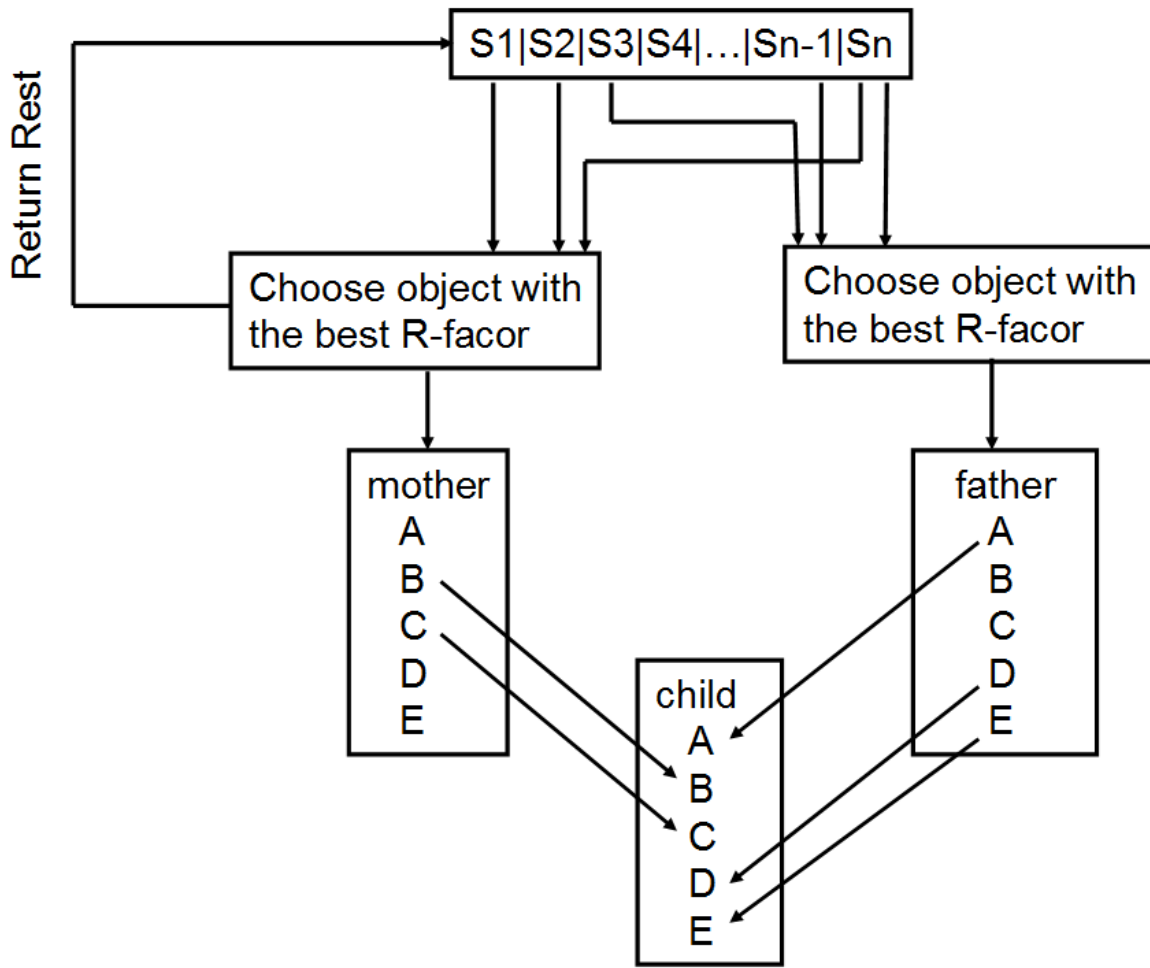 S1|S2|S3|S4|...|Sn-1|Sn
Return Rest
Choose object with
the best R-facor
Choose object with
the best R-facor
mother
A
B
C
D
E
father
A
B
C
D
E
child
A
B
C
D
E